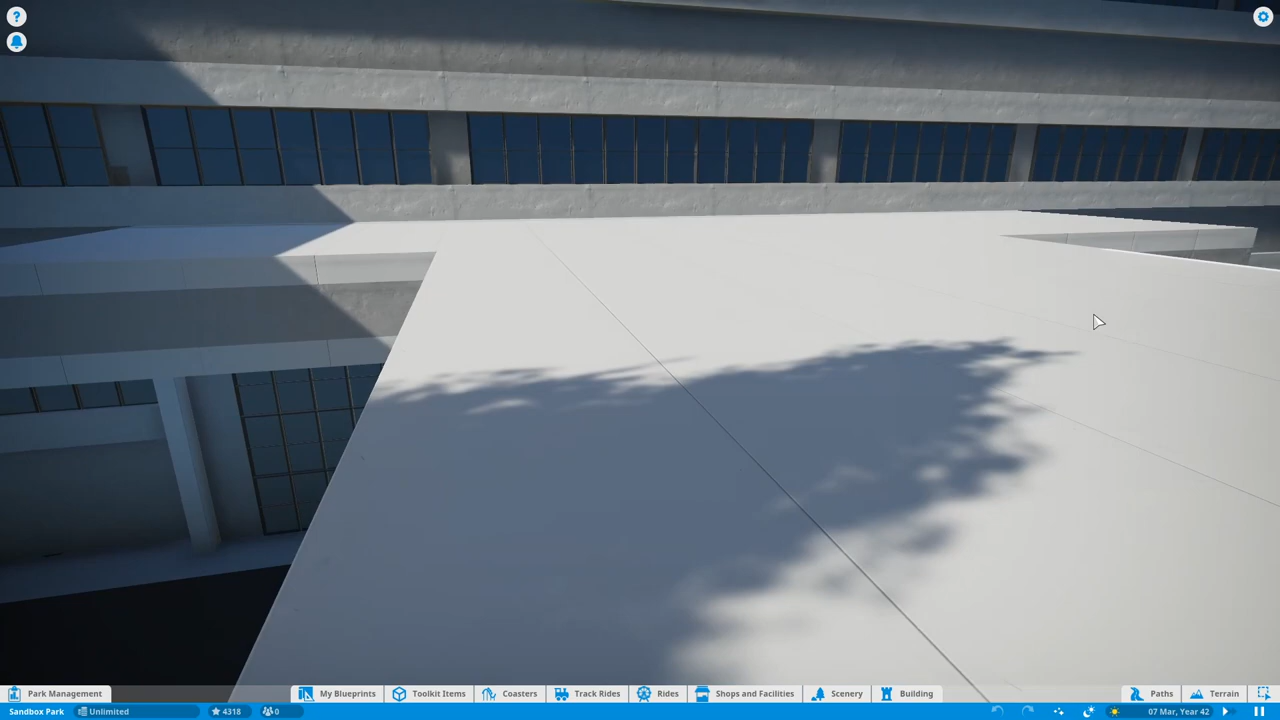 ?
Park Management
My Blueprints
Toolkit Items
Coasters
Track Rides
Rides
Shops and Facilities
Scenery
Building
Paths
Terrain
Sandbox Park
Unlimited
4318
0
07 Mar, Year 42